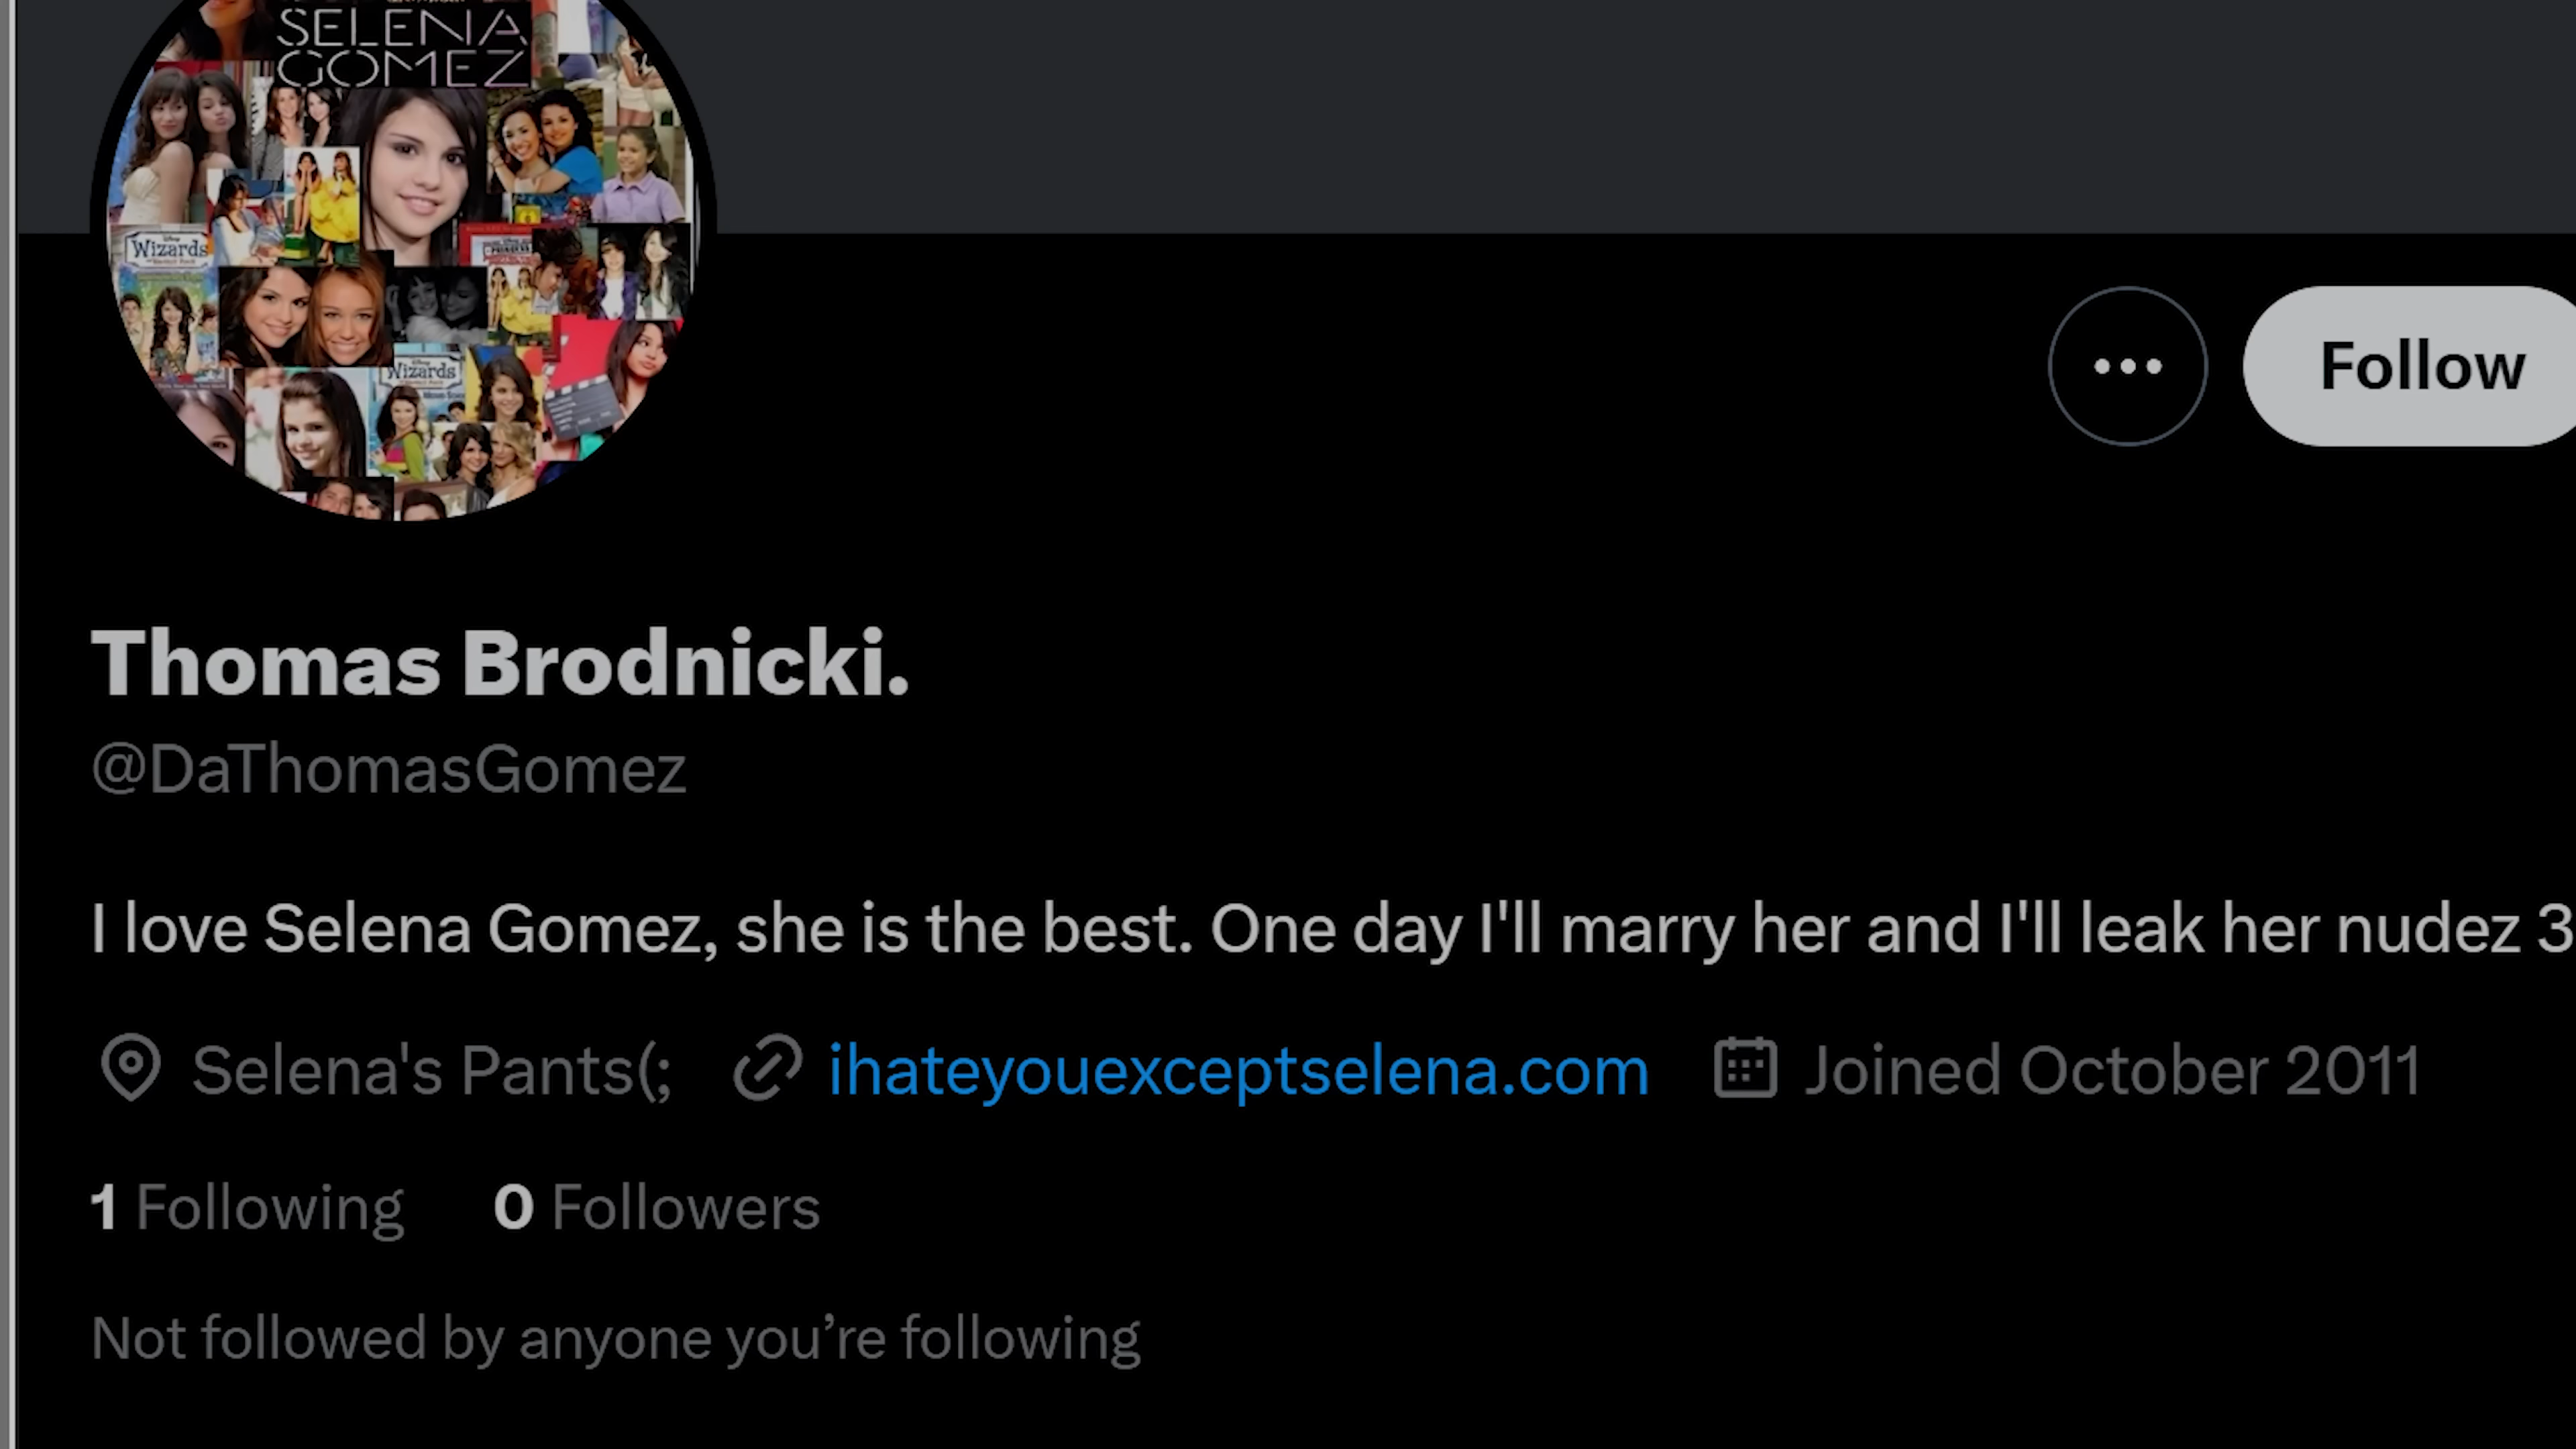 SELENA
GOMEZ
Wizards
Wizards
Follow
Thomas Brodnicki.
@DaThomasGomez
I love Selena Gomez, she is the best. One day I'll marry her and I'll leak her nudez 3
Selena's Pants(; ihateyouexceptselena.com Joined October 2011
1 Following 0 Followers
Not followed by anyone you’re following